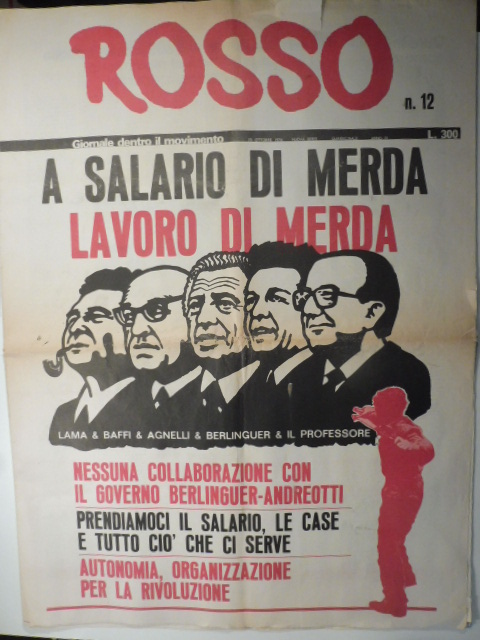 ROSSO
n. 12
Giornale dentro il movimento
L. 300
A SALARIO DI MERDA
LAVORO DI MERDA
LAMA & BAFFI & AGNELLI & BERLINGUER & IL PROFESSORE
NESSUNA COLLABORAZIONE CON
IL GOVERNO BERLINGUER-ANDREOTTI
PRENDIAMOCI IL SALARIO, LE CASE
E TUTTO CIO' CHE CI SERVE
AUTONOMIA, ORGANIZZAZIONE
PER LA RIVOLUZIONE